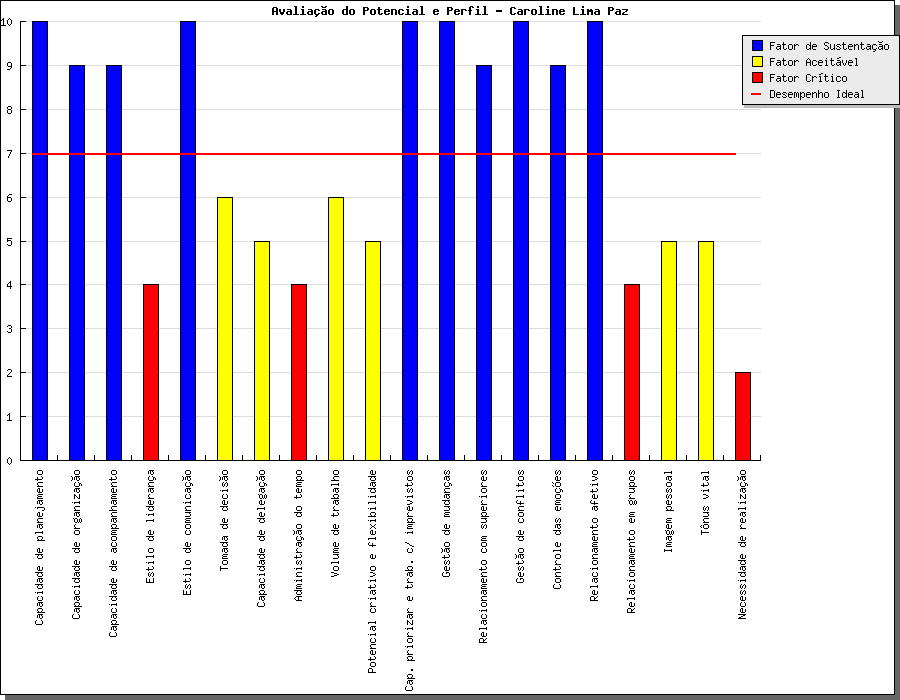 Avaliação do Potencial e Perfil - Caroline Lima Paz
Fator de Sustentação
Fator Aceitável
Fator Crítico
Desempenho Ideal
10
9
8
7
6
5
4
3
2
1
0
Capacidade de planejamento
Capacidade de organização
Capacidade de acompanhamento
Estilo de liderança
Estilo de comunicação
Tomada de decisão
Capacidade de delegação
Administração do tempo
Volume de trabalho
Potencial criativo e flexibilidade
Cap. priorizar e trab. c/ imprevistos
Gestão de mudanças
Relacionamento com superiores
Gestão de conflitos
Controle das emoções
Relacionamento afetivo
Relacionamento em grupos
Imagem pessoal
Tônus vital
Necessidade de realização